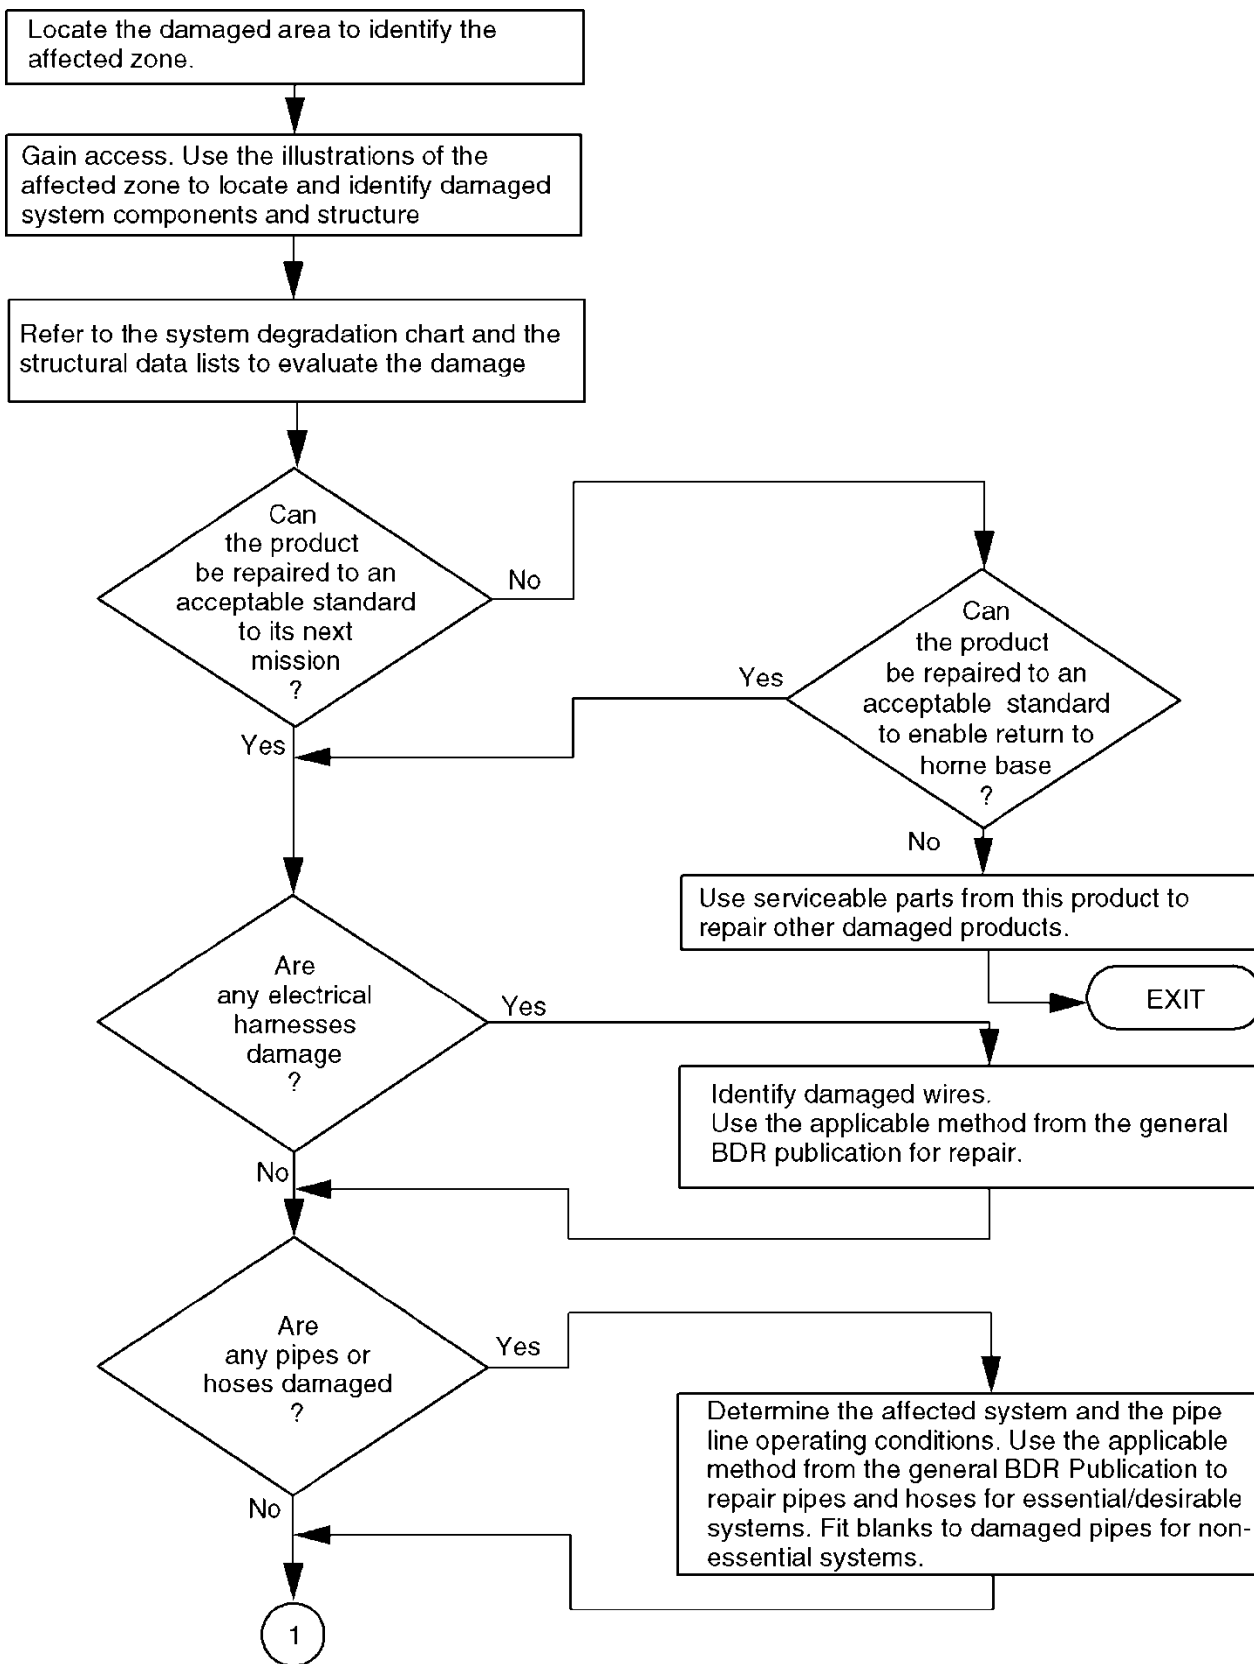 Locate the damaged area to identify the
affected zone.
Gain access. Use the illustrations of the
affected zone to locate and identify damaged
system components and structure
Refer to the system degradation chart and the
structural data lists to evaluate the damage
Can
the product
be repaired to an
acceptable standard
to its next
mission
?
No
Yes
Can
the product
be repaired to an
acceptable standard
to enable return to
home base
?
Yes
No
Use serviceable parts from this product to
repair other damaged products.
EXIT
Are
any electrical
harnesses
damage
?
Yes
No
Identify damaged wires.
Use the applicable method from the general
BDR publication for repair.
Are
any pipes or
hoses damaged
?
Yes
No
Determine the affected system and the pipe
line operating conditions. Use the applicable
method from the general BDR Publication to
repair pipes and hoses for essential/desirable
systems. Fit blanks to damaged pipes for non-
essential systems.
1